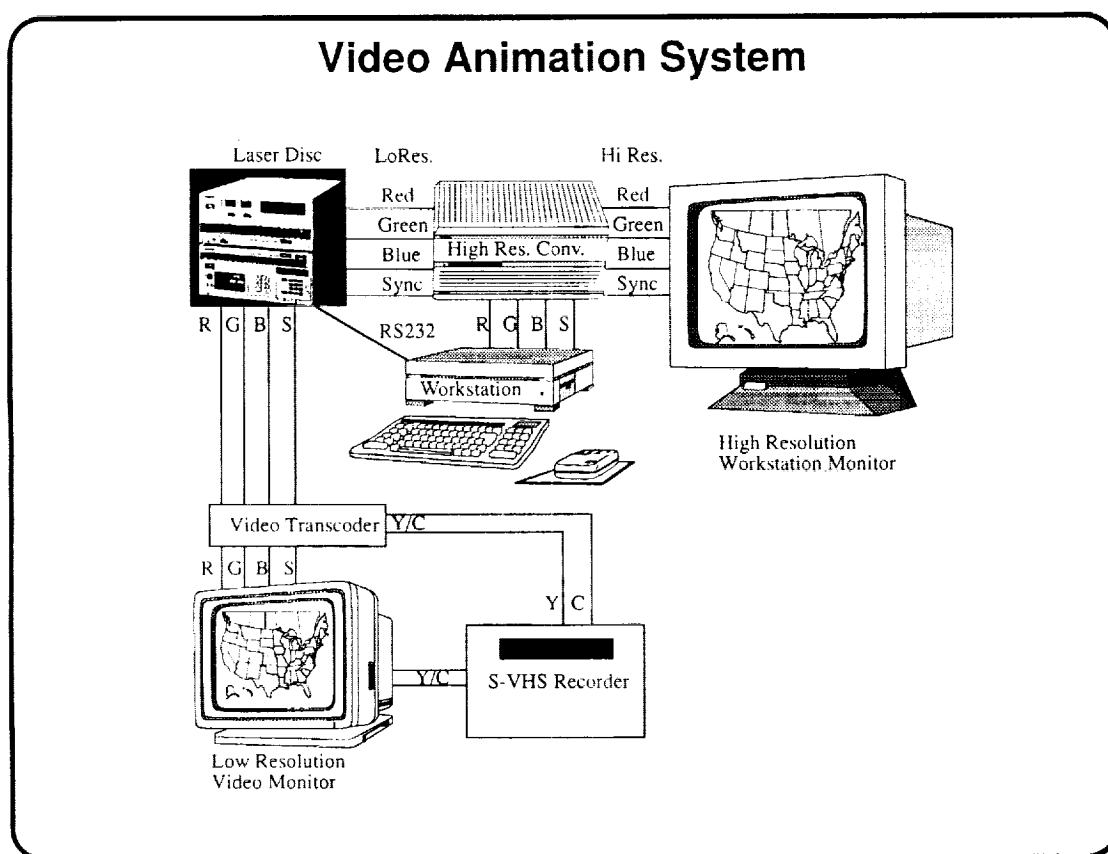 Video Animation System
Laser Disc
LoRes.
Hi Res.
Red
Green
Blue
Sync
High Res. Conv.
Red
Green
Blue
Sync
R G B S
RS232
R G B S
Workstation
High Resolution
Workstation Monitor
Video Transcoder
Y/C
R G B S
Y C
Y/C
S-VHS Recorder
Low Resolution
Video Monitor